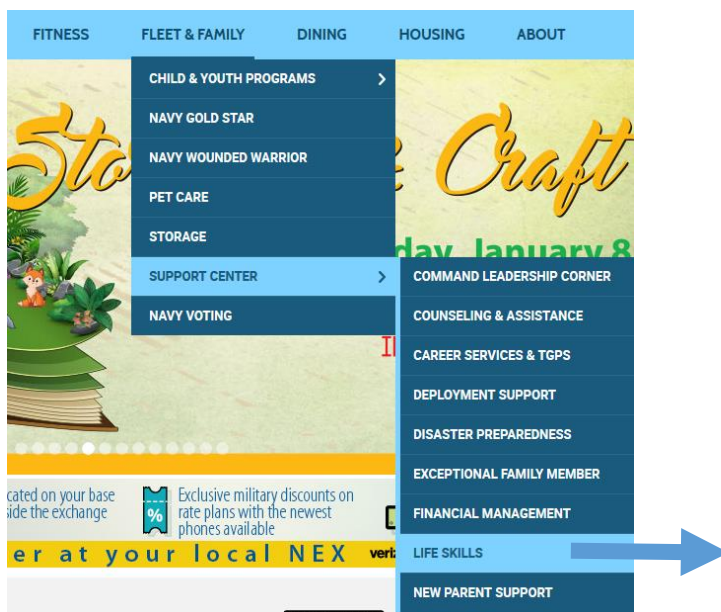 FITNESS FLEET & FAMILY DINING HOUSING ABOUT
CHILD & YOUTH PROGRAMS
NAVY GOLD STAR
NAVY WOUNDED WARRIOR
PET CARE
STORAGE
SUPPORT CENTER
NAVY VOTING
COMMAND LEADERSHIP CORNER
COUNSELING & ASSISTANCE
CAREER SERVICES & TGPS
DEPLOYMENT SUPPORT
DISASTER PREPAREDNESS
EXCEPTIONAL FAMILY MEMBER
FINANCIAL MANAGEMENT
LIFE SKILLS
NEW PARENT SUPPORT
Sto Craft
day, January 8
cated on your base
side the exchange
%
Exclusive military discounts on
rate plans with the newest
phones available
er at your local NEX veriz